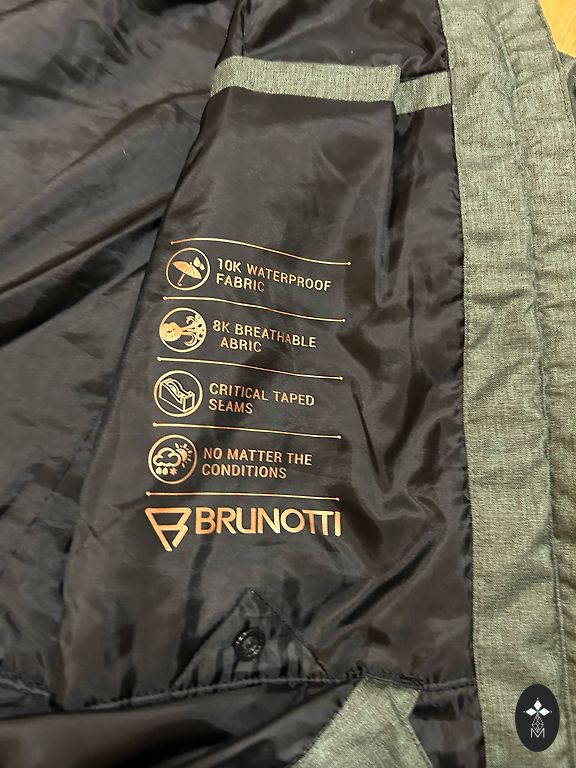 10K WATERPROOF
FABRIC
8K BREATHABLE
ABRIC
CRITICAL TAPED
SEAMS
NO MATTER THE
CONDITIONS
BRUNOTTI
M